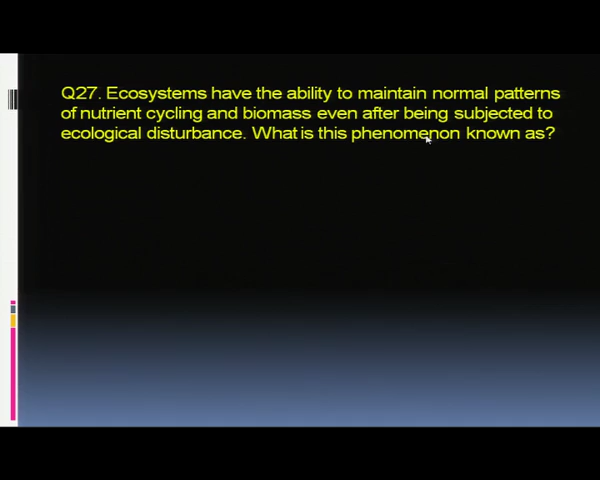 Q27. Ecosystems have the ability to maintain normal patterns
of nutrient cycling and biomass even after being subjected to
ecological disturbance. What is this phenomenon known as?